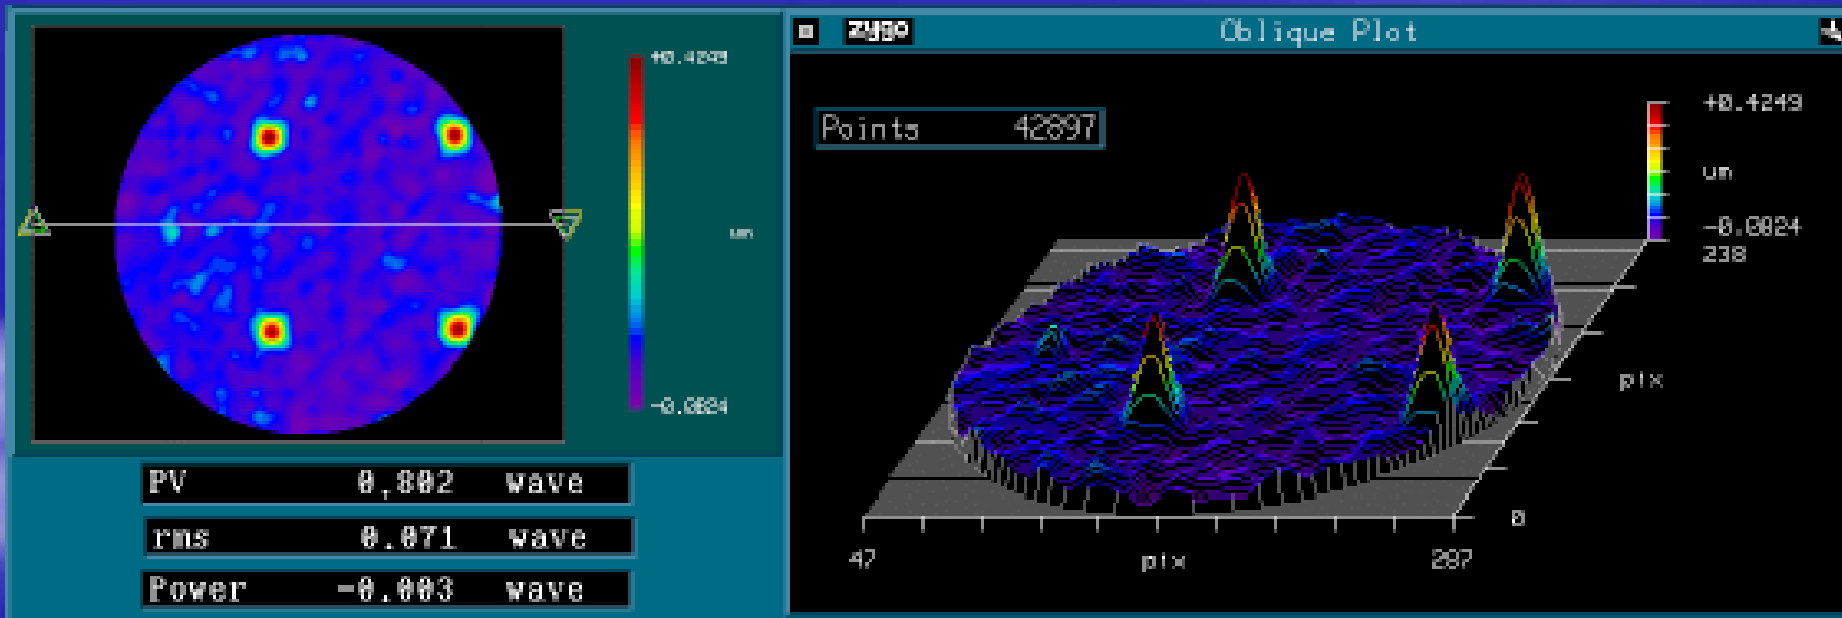 +0.4249
um
-0.0824
PV 0.802 wave
rms 0.071 wave
Power -0.003 wave
zygo Oblique Plot
Points 42897
+0.4249
um
-0.0824
238
pix
0
47 pix 287